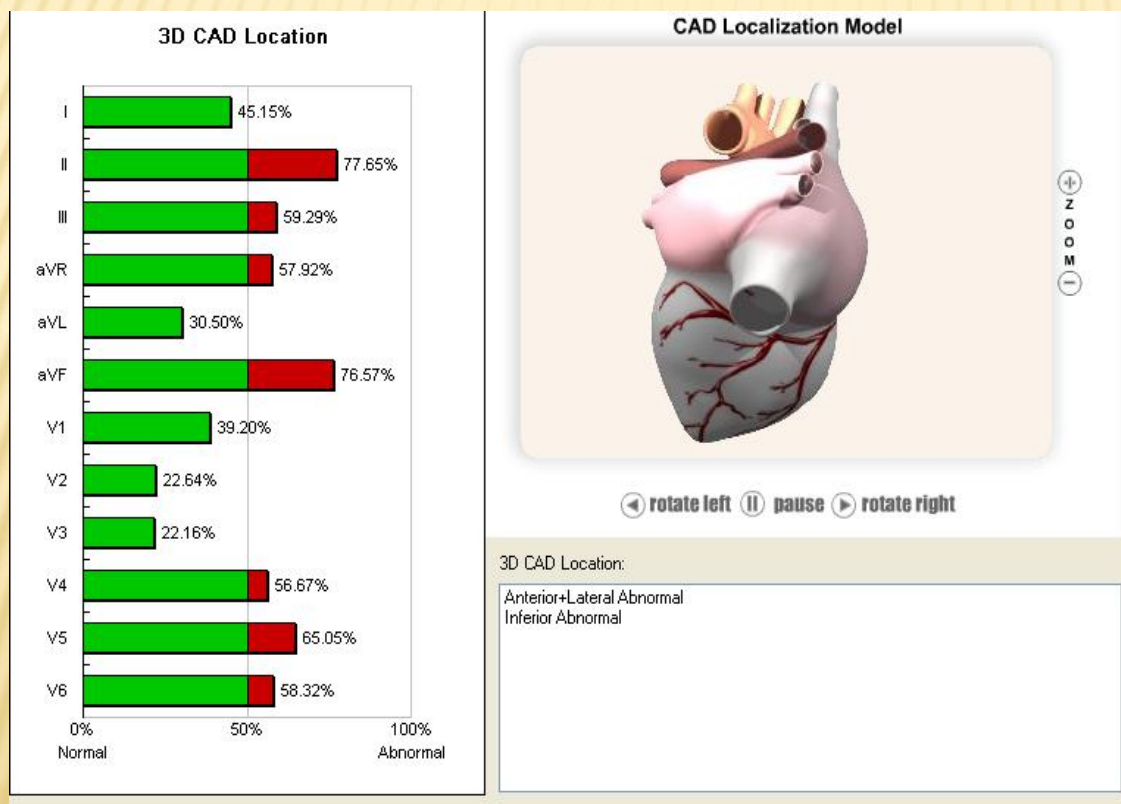 3D CAD Location
I
45.15%
II
77.65%
III
59.29%
aVR
57.92%
aVL
30.50%
aVF
76.57%
V1
39.20%
V2
22.64%
V3
22.16%
V4
56.67%
V5
65.05%
V6
58.32%
0% 50% 100%
Normal Abnormal
CAD Localization Model
ZOOM
rotate left pause rotate right
3D CAD Location:
Anterior+Lateral Abnormal
Inferior Abnormal